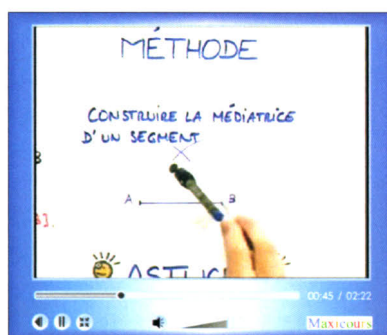 MÉTHODE
CONSTRUIRE LA MÉDIATRICE
D'UN SEGMENT
B
A B
].
ASTUC
00:45 / 02:22
Maxicours